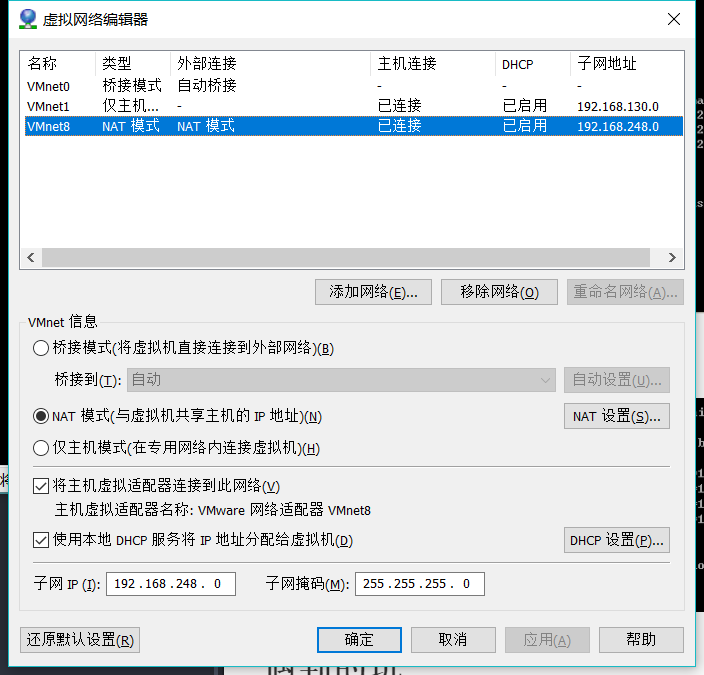 虚拟网络编辑器
名称 类型 外部连接 主机连接 DHCP 子网地址
VMnet0 桥接模式 自动桥接 - - -
VMnet1 仅主机... - 已连接 已启用 192.168.130.0
VMnet8 NAT 模式 NAT 模式 已连接 已启用 192.168.248.0
添加网络(E)... 移除网络(O) 重命名网络(A)...
VMnet 信息
桥接模式(将虚拟机直接连接到外部网络)(B)
桥接到(T): 自动 自动设置(U)...
NAT 模式(与虚拟机共享主机的 IP 地址)(N) NAT 设置(S)...
仅主机模式(在专用网络内连接虚拟机)(H)
将主机虚拟适配器连接到此网络(V)
主机虚拟适配器名称: VMware 网络适配器 VMnet8
使用本地 DHCP 服务将 IP 地址分配给虚拟机(D) DHCP 设置(P)...
子网 IP (I): 192.168.248. 0 子网掩码(M): 255.255.255. 0
还原默认设置(R) 确定 取消 应用(A) 帮助